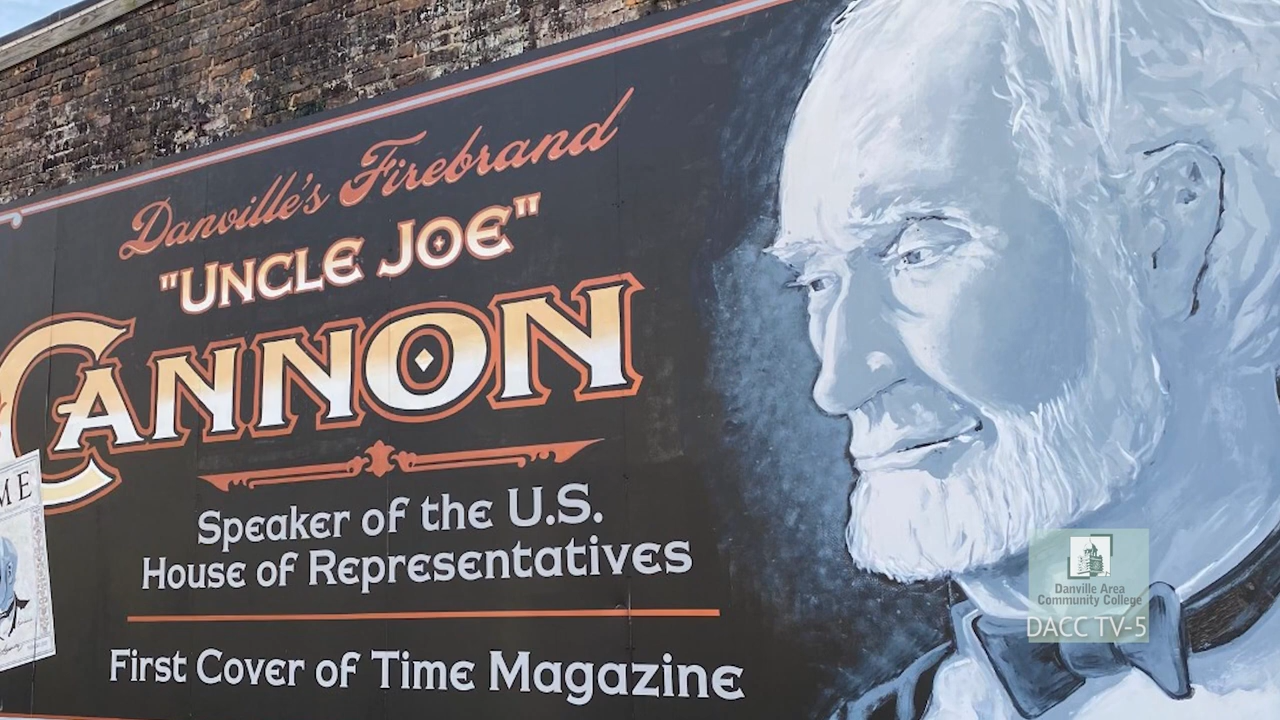 Danville's Firebrand
"UNCLE JOE"
CANNON
Speaker of the U.S.
House of Representatives
First Cover of Time Magazine
Danville Area
Community College
DACC TV-5